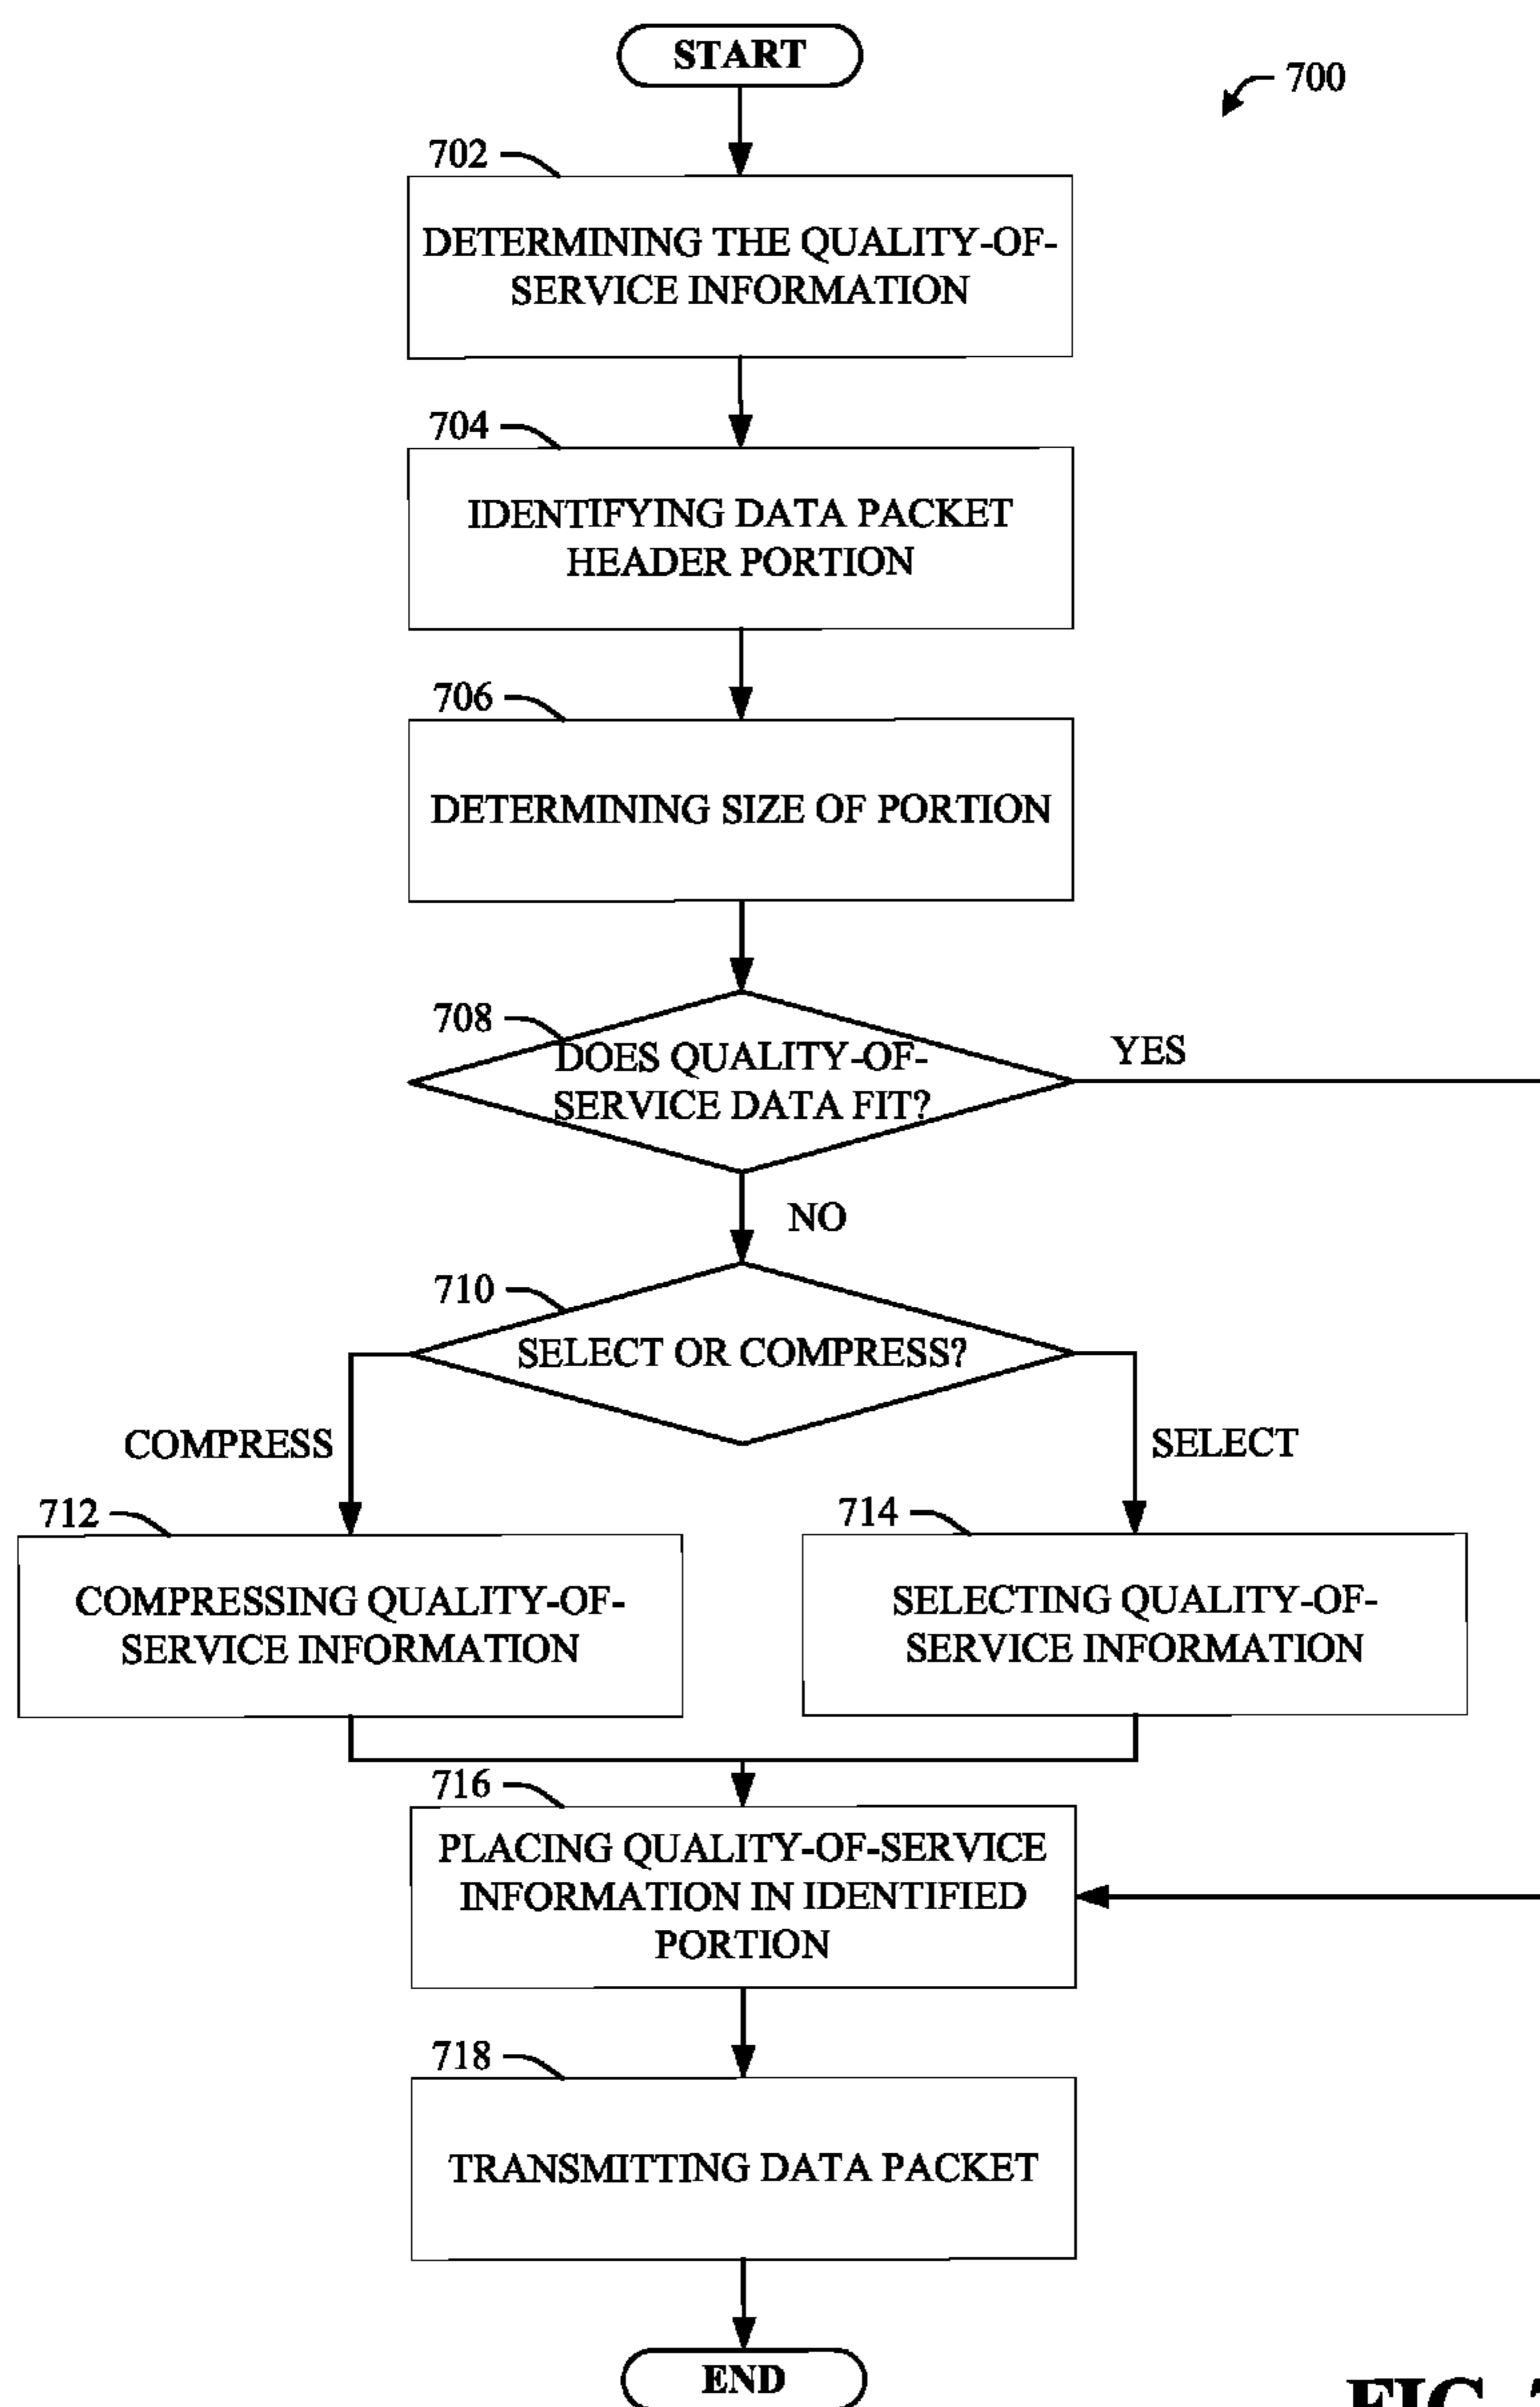 START
700
702
DETERMINING THE QUALITY-OF-
SERVICE INFORMATION
704
IDENTIFYING DATA PACKET
HEADER PORTION
706
DETERMINING SIZE OF PORTION
708
DOES QUALITY-OF-
SERVICE DATA FIT?
YES
NO
710
SELECT OR COMPRESS?
COMPRESS
SELECT
712
COMPRESSING QUALITY-OF-
SERVICE INFORMATION
714
SELECTING QUALITY-OF-
SERVICE INFORMATION
716
PLACING QUALITY-OF-SERVICE
INFORMATION IN IDENTIFIED
PORTION
718
TRANSMITTING DATA PACKET
END
FIG.